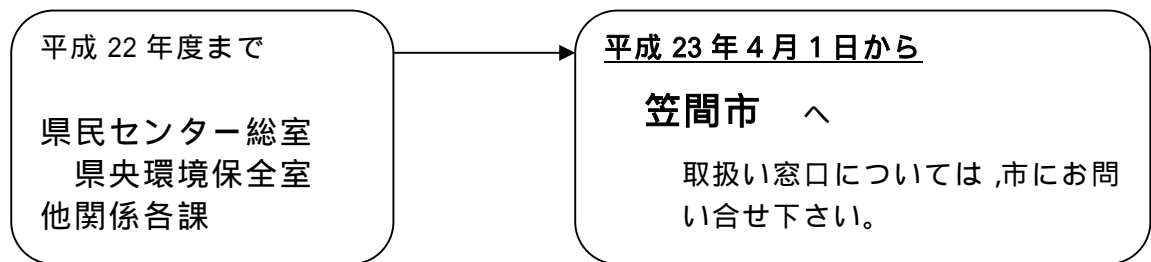 平成 22 年度まで
県民センター総室
県央環境保全室
他関係各課
平成 23 年 4 月 1 日から
笠間市 へ
取扱い窓口については ,市にお問
い合せ下さい。